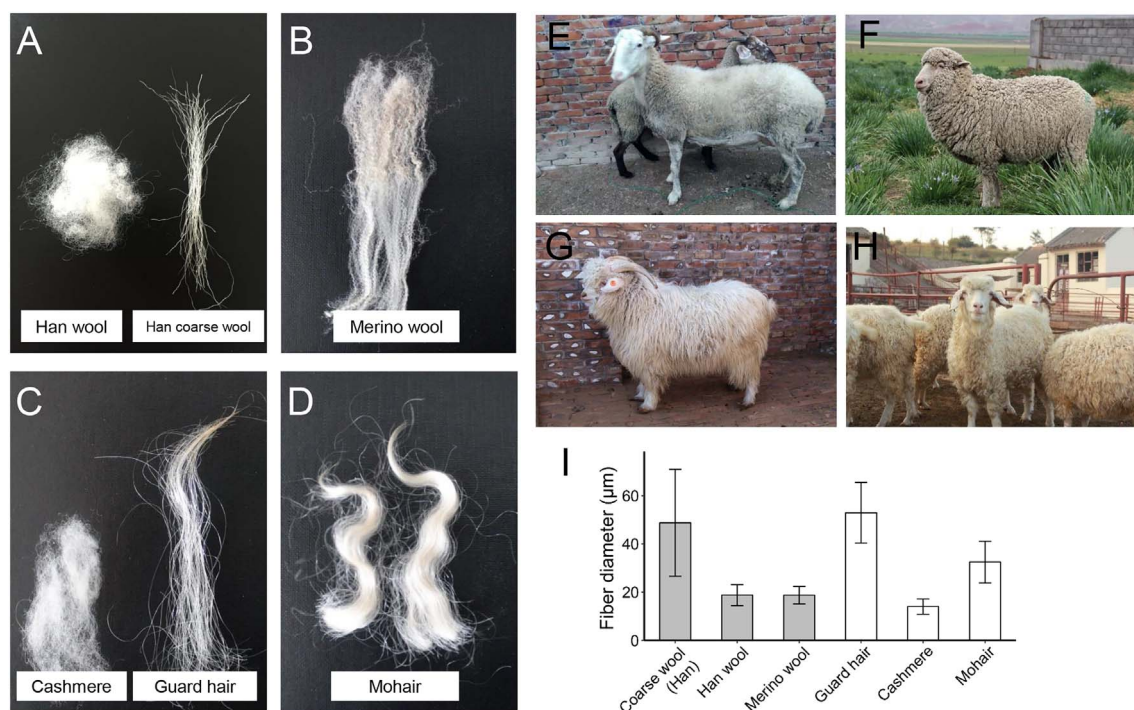 A
Han wool
Han coarse wool
B
Merino wool
C
Cashmere
Guard hair
D
Mohair
E
F
G
H
I
Fiber diameter (μm)
60
40
20
0
Coarse wool
(Han)
Han wool
Merino wool
Guard hair
Cashmere
Mohair